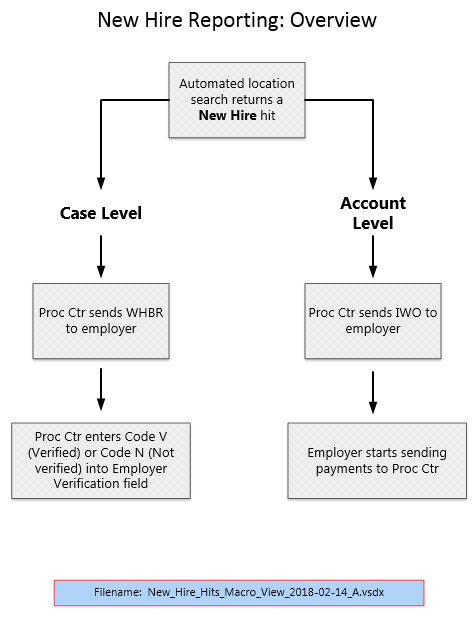 New Hire Reporting: Overview
Automated location
search returns a
New Hire hit
Case Level
Account
Level
Proc Ctr sends WHBR
to employer
Proc Ctr sends IWO to
employer
Proc Ctr enters Code V
(Verified) or Code N (Not
verified) into Employer
Verification field
Employer starts sending
payments to Proc Ctr
Filename: New_Hire_Hits_Macro_View_2018-02-14_A.vsdx